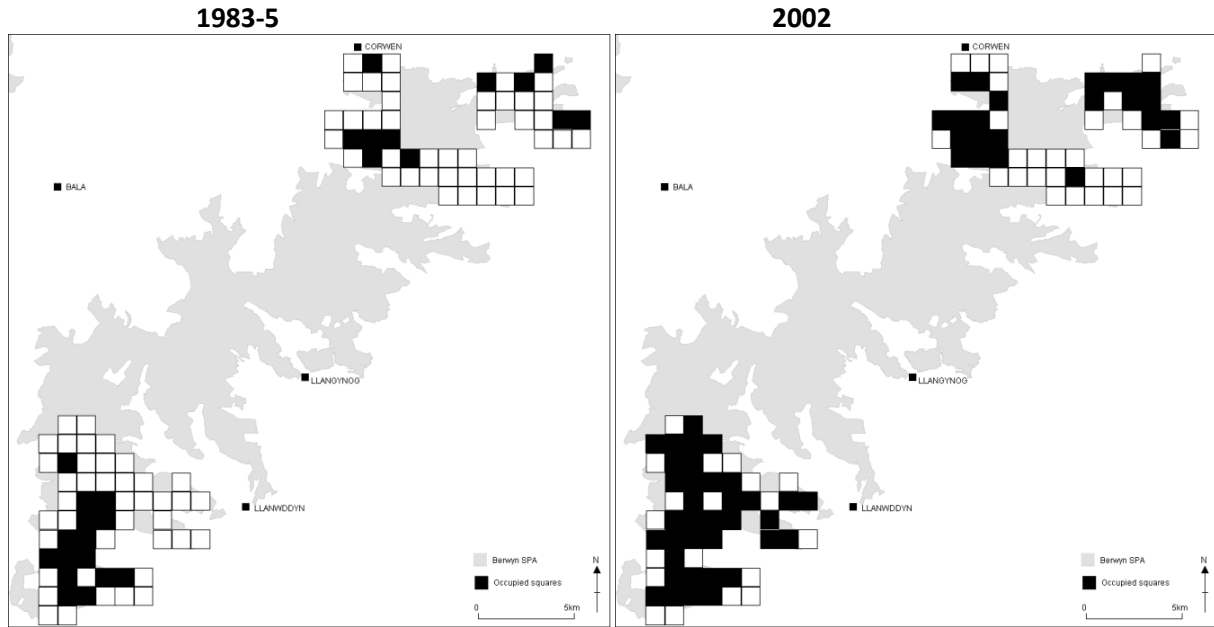 1983-5
2002
CORWEN
BALA
LLANGYNOG
LLANWDDYN
Berwyn SPA
Occupied squares
N
0 5km
CORWEN
BALA
LLANGYNOG
LLANWDDYN
Berwyn SPA
Occupied squares
N
0 5km